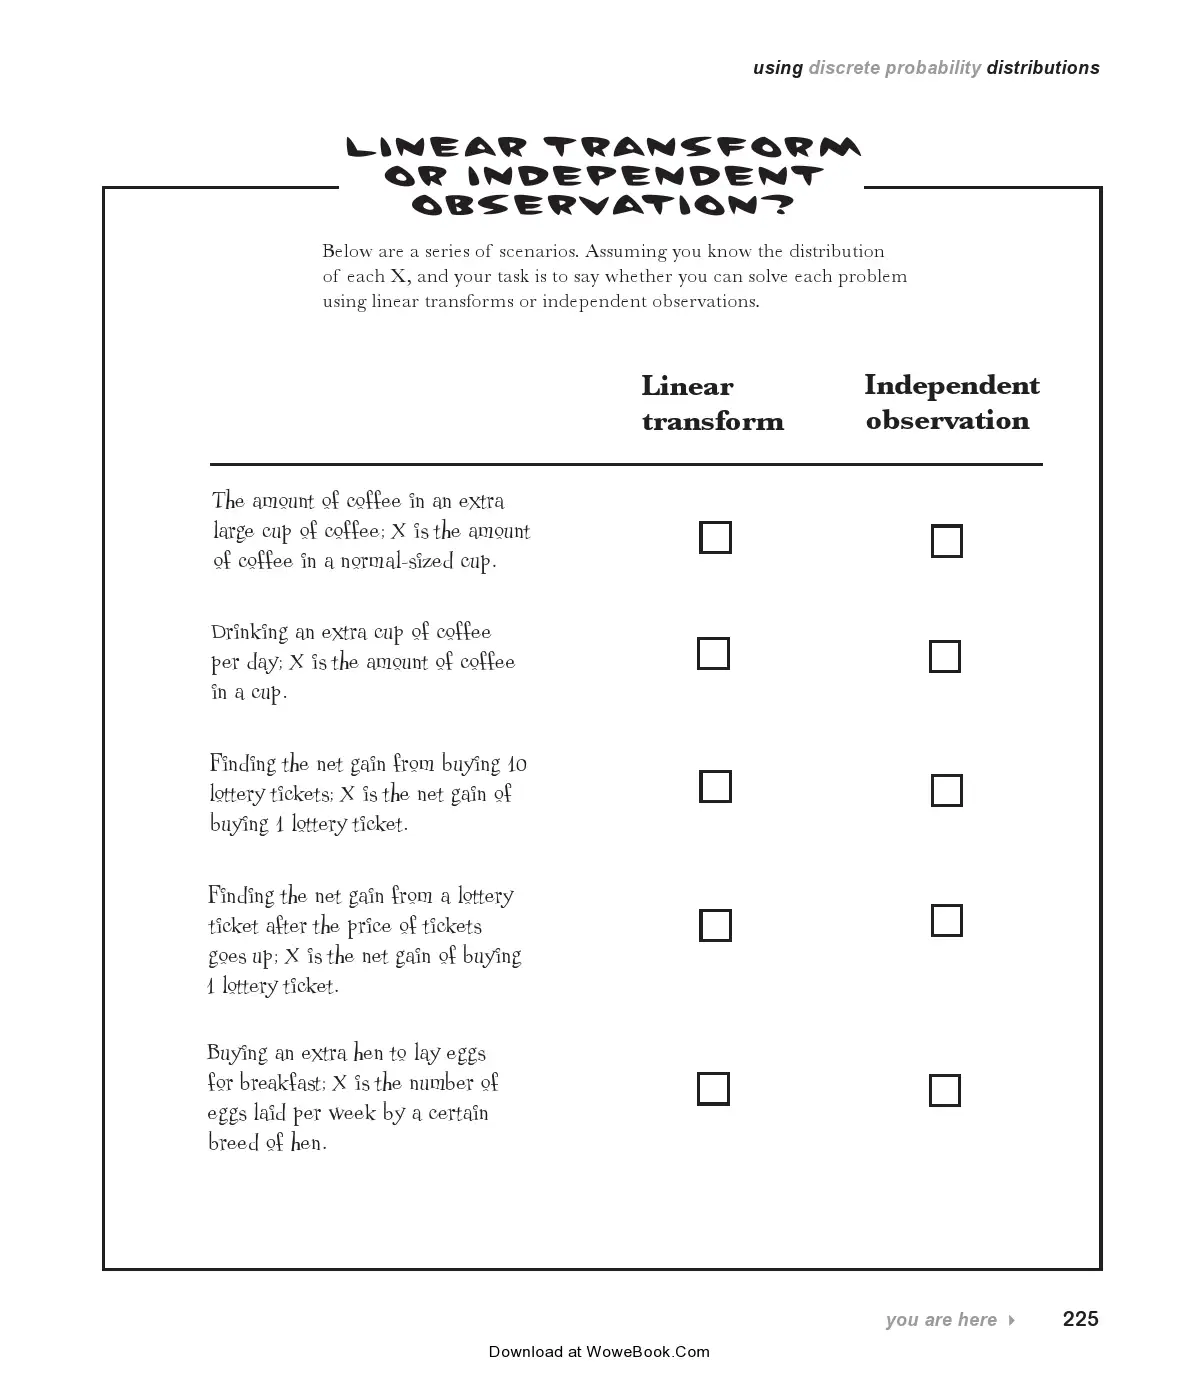 using discrete probability distributions
LINEAR TRANSFORM
OR INDEPENDENT
OBSERVATION?
Below are a series of scenarios. Assuming you know the distribution
of each X, and your task is to say whether you can solve each problem
using linear transforms or independent observations.
Linear
transform
Independent
observation
The amount of coffee in an extra
large cup of coffee; X is the amount
of coffee in a normal-sized cup.
Drinking an extra cup of coffee
per day; X is the amount of coffee
in a cup.
Finding the net gain from buying 10
lottery tickets; X is the net gain of
buying 1 lottery ticket.
Finding the net gain from a lottery
ticket after the price of tickets
goes up; X is the net gain of buying
1 lottery ticket.
Buying an extra hen to lay eggs
for breakfast; X is the number of
eggs laid per week by a certain
breed of hen.
you are here 225
Download at WoweBook.Com